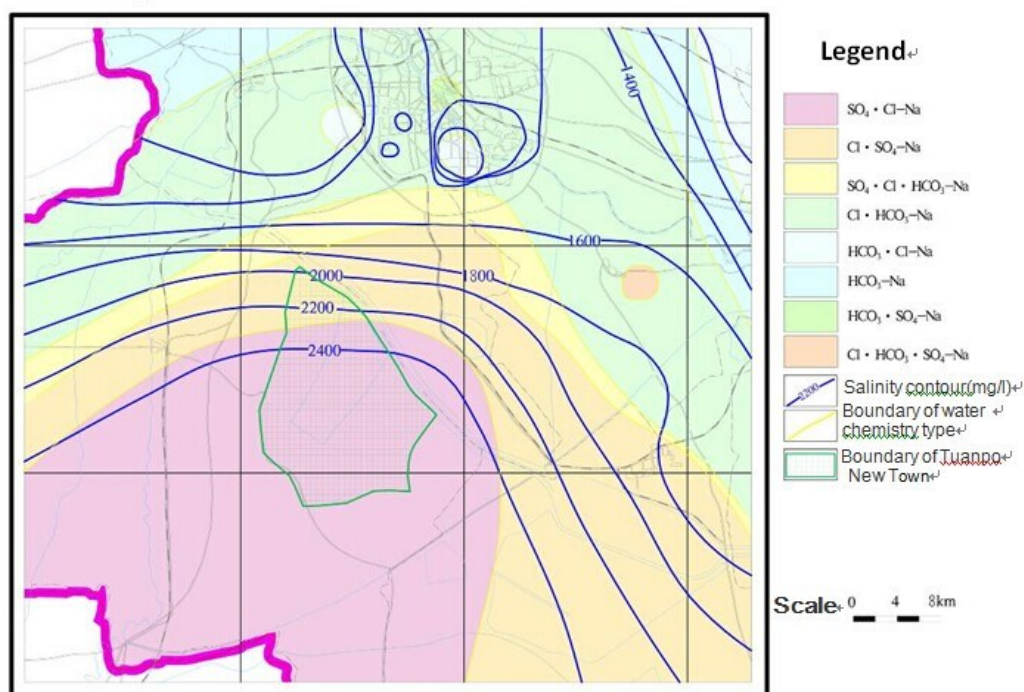 Legend↵
SO₄・Cl–Na
Cl・SO₄–Na
SO₄・Cl・HCO₃–Na
Cl・HCO₃–Na
HCO₃・Cl–Na
HCO₃–Na
HCO₃・SO₄–Na
Cl・HCO₃・SO₄–Na
2200
Salinity contour(mg/l)↵
Boundary of water ↵
chemistry type↵
Boundary of Tuanpo↵
New Town↵
Scale↵ 0 4 8km
1400
1600
1800
2000
2200
2400